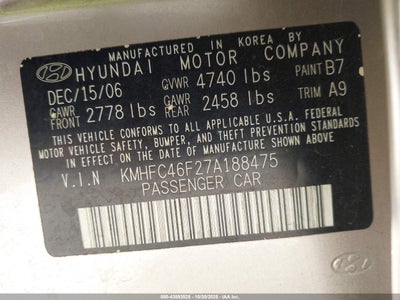 MANUFACTURED IN KOREA BY
HYUNDAI MOTOR COMPANY
DEC/15/06 GVWR 4740 lbs PAINT B7
GAWR FRONT 2778 lbs GAWR REAR 2458 lbs TRIM A9
THIS VEHICLE CONFORMS TO ALL APPLICABLE U.S.A. FEDERAL
MOTOR VEHICLE SAFETY, BUMPER, AND THEFT PREVENTION
STANDARDS IN EFFECT ON THE DATE OF MANUFACTURE SHOWN ABOVE.
V.I.N KMHFC46F27A188475
PASSENGER CAR